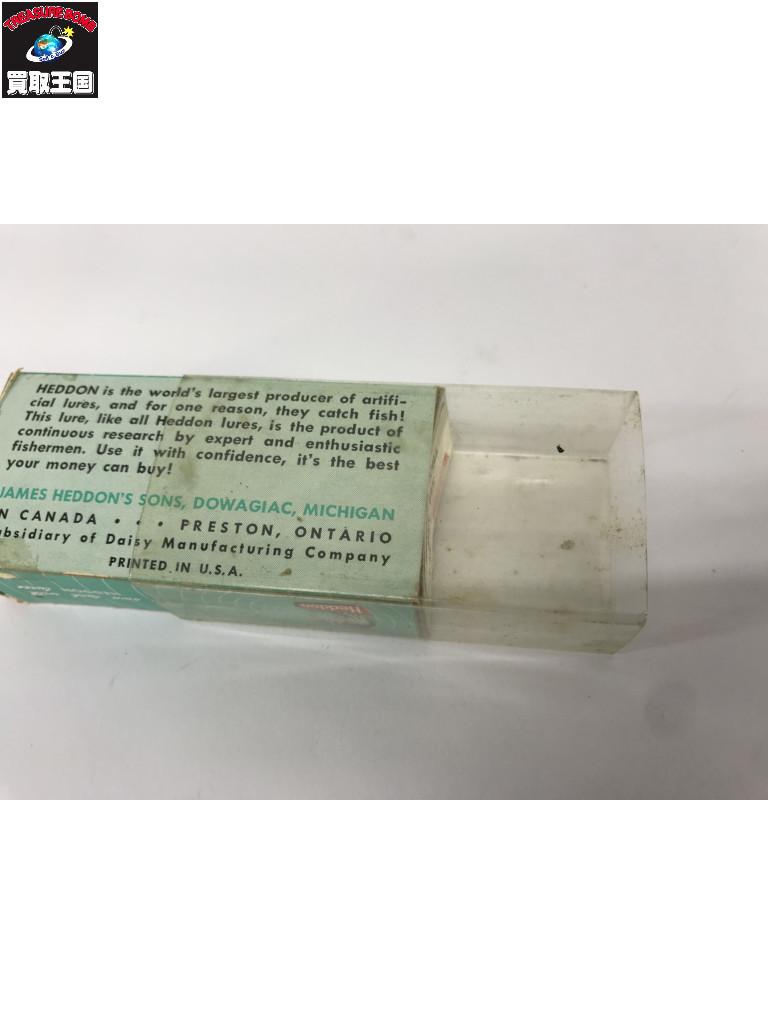 TREASURE BOMB
買取王国
HEDDON is the world's largest producer of artifi-
cial lures, and for one reason, they catch fish!
This lure, like all Heddon lures, is the product of
continuous research by expert and enthusiastic
fishermen. Use it with confidence, it's the best
your money can buy!
JAMES HEDDON'S SONS, DOWAGIAC, MICHIGAN
N CANADA • • • PRESTON, ONTARIO
ubsidiary of Daisy Manufacturing Company
PRINTED IN U.S.A.
Heddon